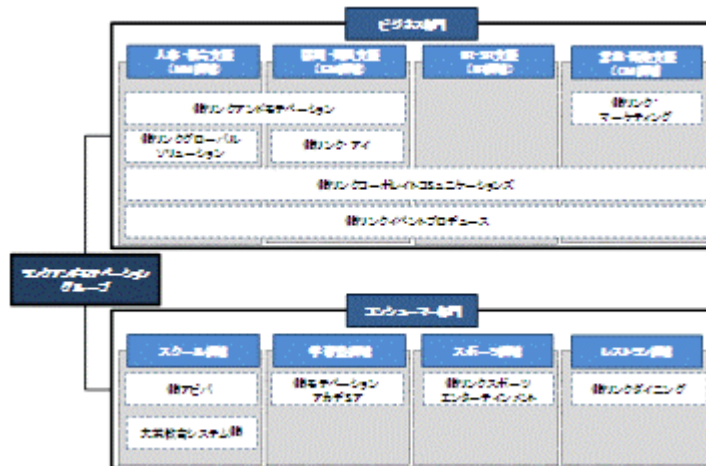 ビジネス部門
(株)リンクアンドモチベーション
(株)リンク・
マーケティング
(株)リンクグローバル
ソリューション
(株)リンク・アイ
(株)リンクコーポレイトコミュニケーションズ
(株)リンクイベントプロデュース
リンクアンドモチベーション
グループ
コンシューマー部門
スクール事業
学習塾事業
スポーツ事業
レストラン事業
(株)アビバ
(株)モチベーション
アカデミア
(株)リンクスポーツ
エンターテインメント
(株)リンクダイニング
大栄教育システム(株)